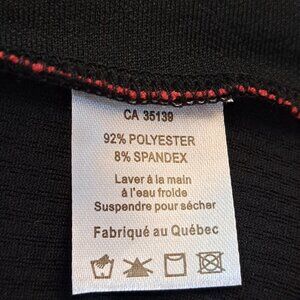 CA 35139
92% POLYESTER
8% SPANDEX
Laver à la main
à l'eau froide
Suspendre pour sécher
Fabriqué au Québec